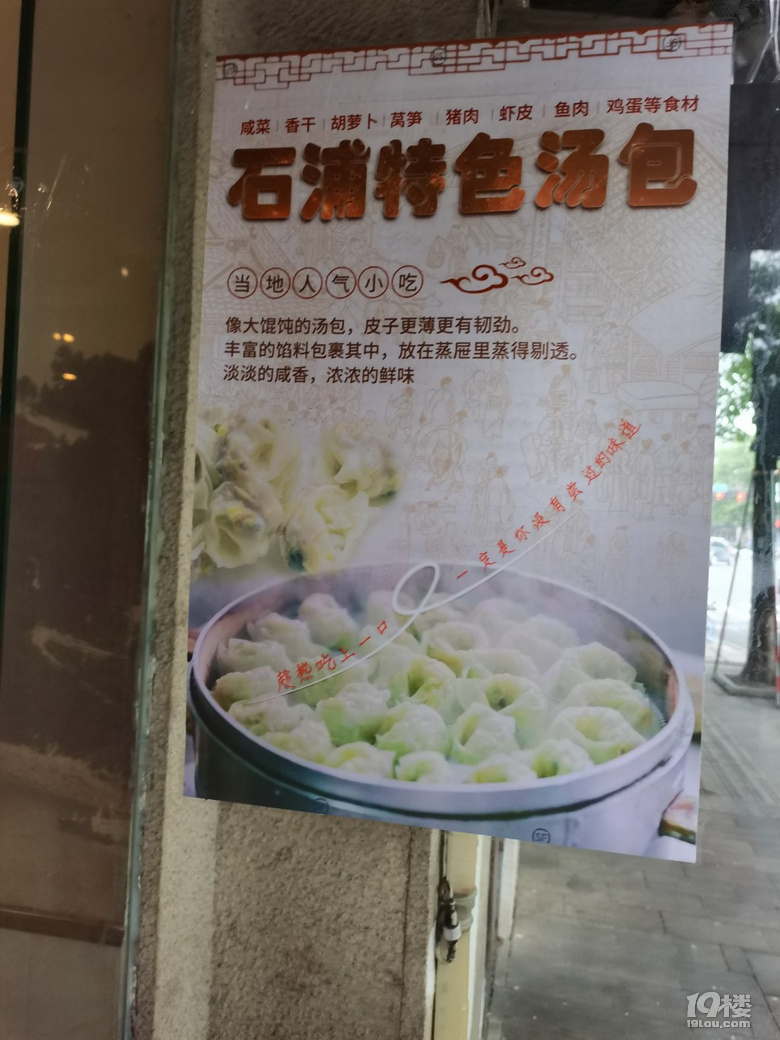 咸菜 | 香干 | 胡萝卜 | 莴笋 | 猪肉 | 虾皮 | 鱼肉 | 鸡蛋等食材
石浦特色汤包
当地人气小吃
像大馄饨的汤包，皮子更薄更有韧劲。
丰富的馅料包裹其中，放在蒸屉里蒸得剔透。
淡淡的咸香，浓浓的鲜味
一定是你没有尝过的味道
趁热吃上一口
SF
19楼
19lou.com